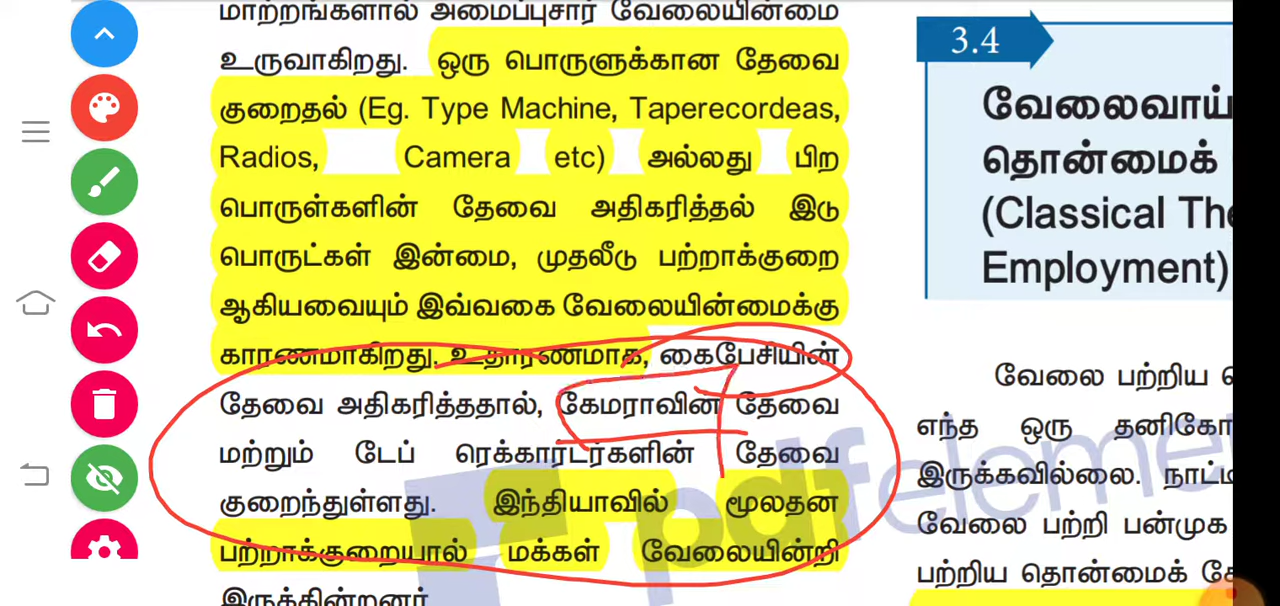 மாற்றங்களால் அமைப்புசார் வேலையின்மை
உருவாகிறது. ஒரு பொருளுக்கான தேவை
குறைதல் (Eg. Type Machine, Taperecordeas,
Radios, Camera etc) அல்லது பிற
பொருள்களின் தேவை அதிகரித்தல் இடு
பொருட்கள் இன்மை, முதலீடு பற்றாக்குறை
ஆகியவையும் இவ்வகை வேலையின்மைக்கு
காரணமாகிறது. உதாரணமாக, கைபேசியின்
தேவை அதிகரித்ததால், கேமராவின் தேவை
மற்றும் டேப் ரெக்கார்டர்களின் தேவை
குறைந்துள்ளது. இந்தியாவில் மூலதன
பற்றாக்குறையால் மக்கள் வேலையின்றி
இருக்கின்றனர்
3.4
வேலைவாய்
தொன்மைக்
(Classical The
Employment)
வேலை பற்றிய
எந்த ஒரு தனிகோ
இருக்கவில்லை. நாட்டி
வேலை பற்றி பன்முக
பற்றிய தொன்மைக் கே
pdfelement